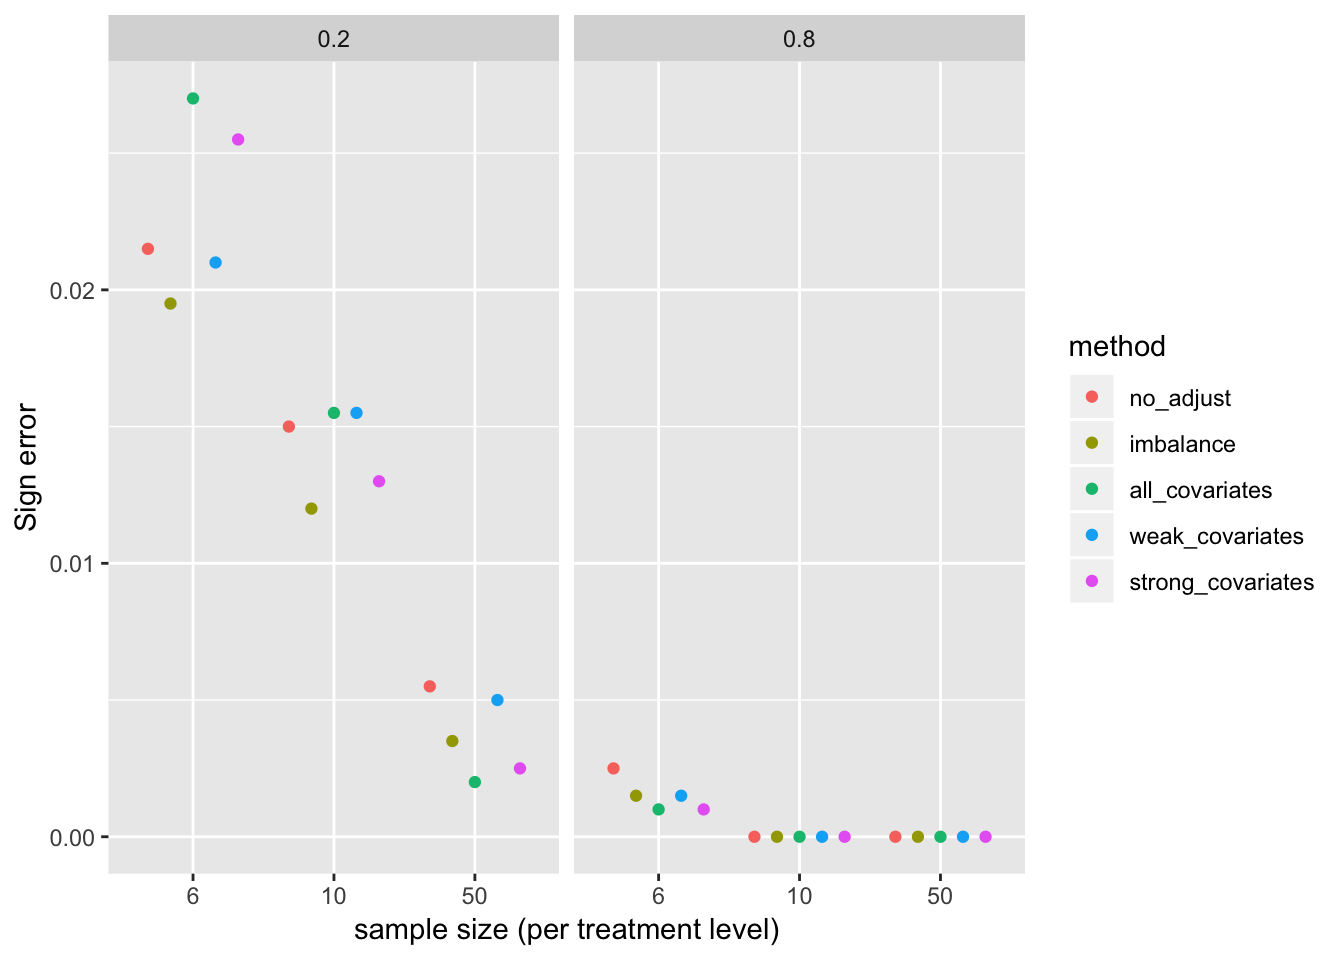 0.2
0.8
Sign error
0.02
0.01
0.00
6
10
50
6
10
50
sample size (per treatment level)
method
no_adjust
imbalance
all_covariates
weak_covariates
strong_covariates